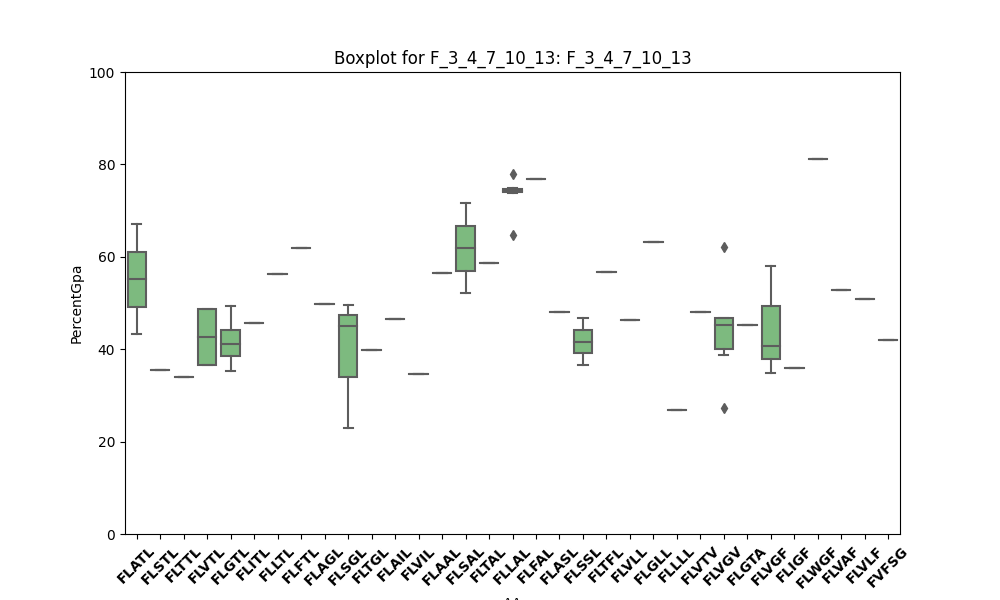 Boxplot for F_3_4_7_10_13: F_3_4_7_10_13
PercentGpa
100
80
60
40
20
0
FLATL
FLSTL
FLTTL
FLVTL
FLGTL
FLITL
FLLTL
FLFTL
FLAGL
FLSGL
FLTGL
FLAIL
FLVIL
FLAAL
FLSAL
FLTAL
FLLAL
FLFAL
FLASL
FLSSL
FLTFL
FLVLL
FLGLL
FLLLL
FLVTV
FLVGV
FLGTA
FLVGF
FLIGF
FLWGF
FLVAF
FLVLF
FVFSG